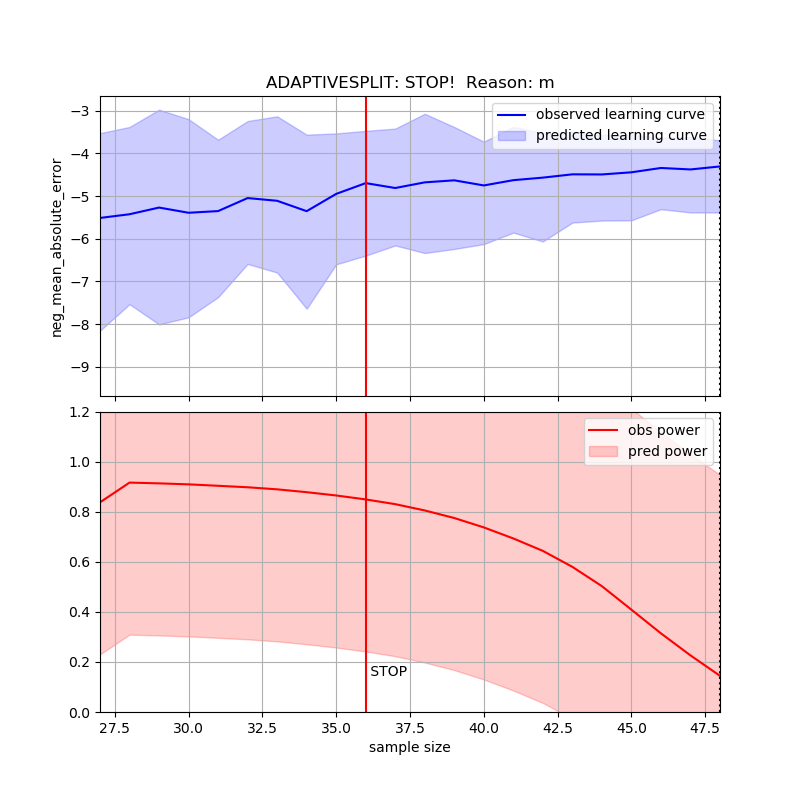 ADAPTIVESPLIT: STOP!  Reason: m
observed learning curve
predicted learning curve
neg_mean_absolute_error
−3
−4
−5
−6
−7
−8
−9
obs power
pred power
1.2
1.0
0.8
0.6
0.4
0.2
0.0
STOP
27.5 30.0 32.5 35.0 37.5 40.0 42.5 45.0 47.5
sample size